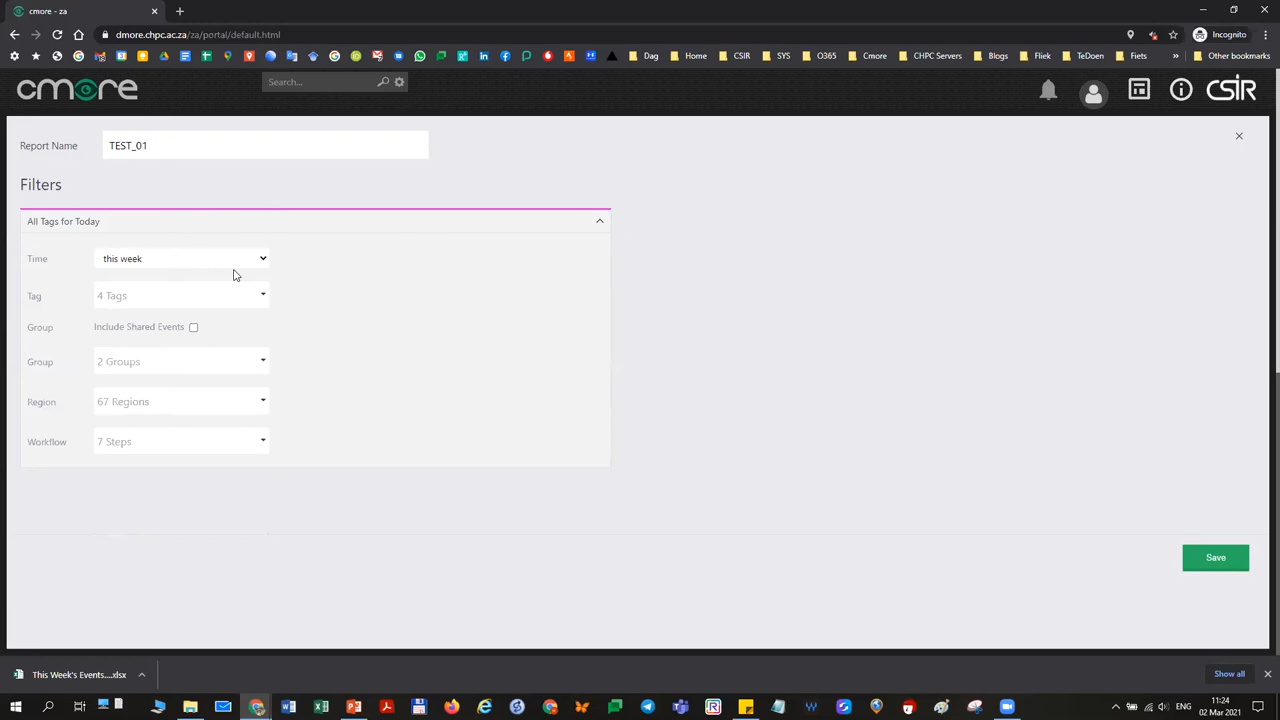 cmore - za
dmore.chpc.ac.za/za/portal/default.html
Incognito
Dag
Home
CSIR
SYS
O365
Cmore
CHPC Servers
Blogs
Fliek
TeDoen
Fiets
»
Other bookmarks
cmore
Search...
CSIR
Report Name
TEST_01
Filters
All Tags for Today
Time
this week
Tag
4 Tags
Group
Include Shared Events
Group
2 Groups
Region
67 Regions
Workflow
7 Steps
Save
This Week's Events....xlsx
Show all
ENG
11:24
02 Mar 2021